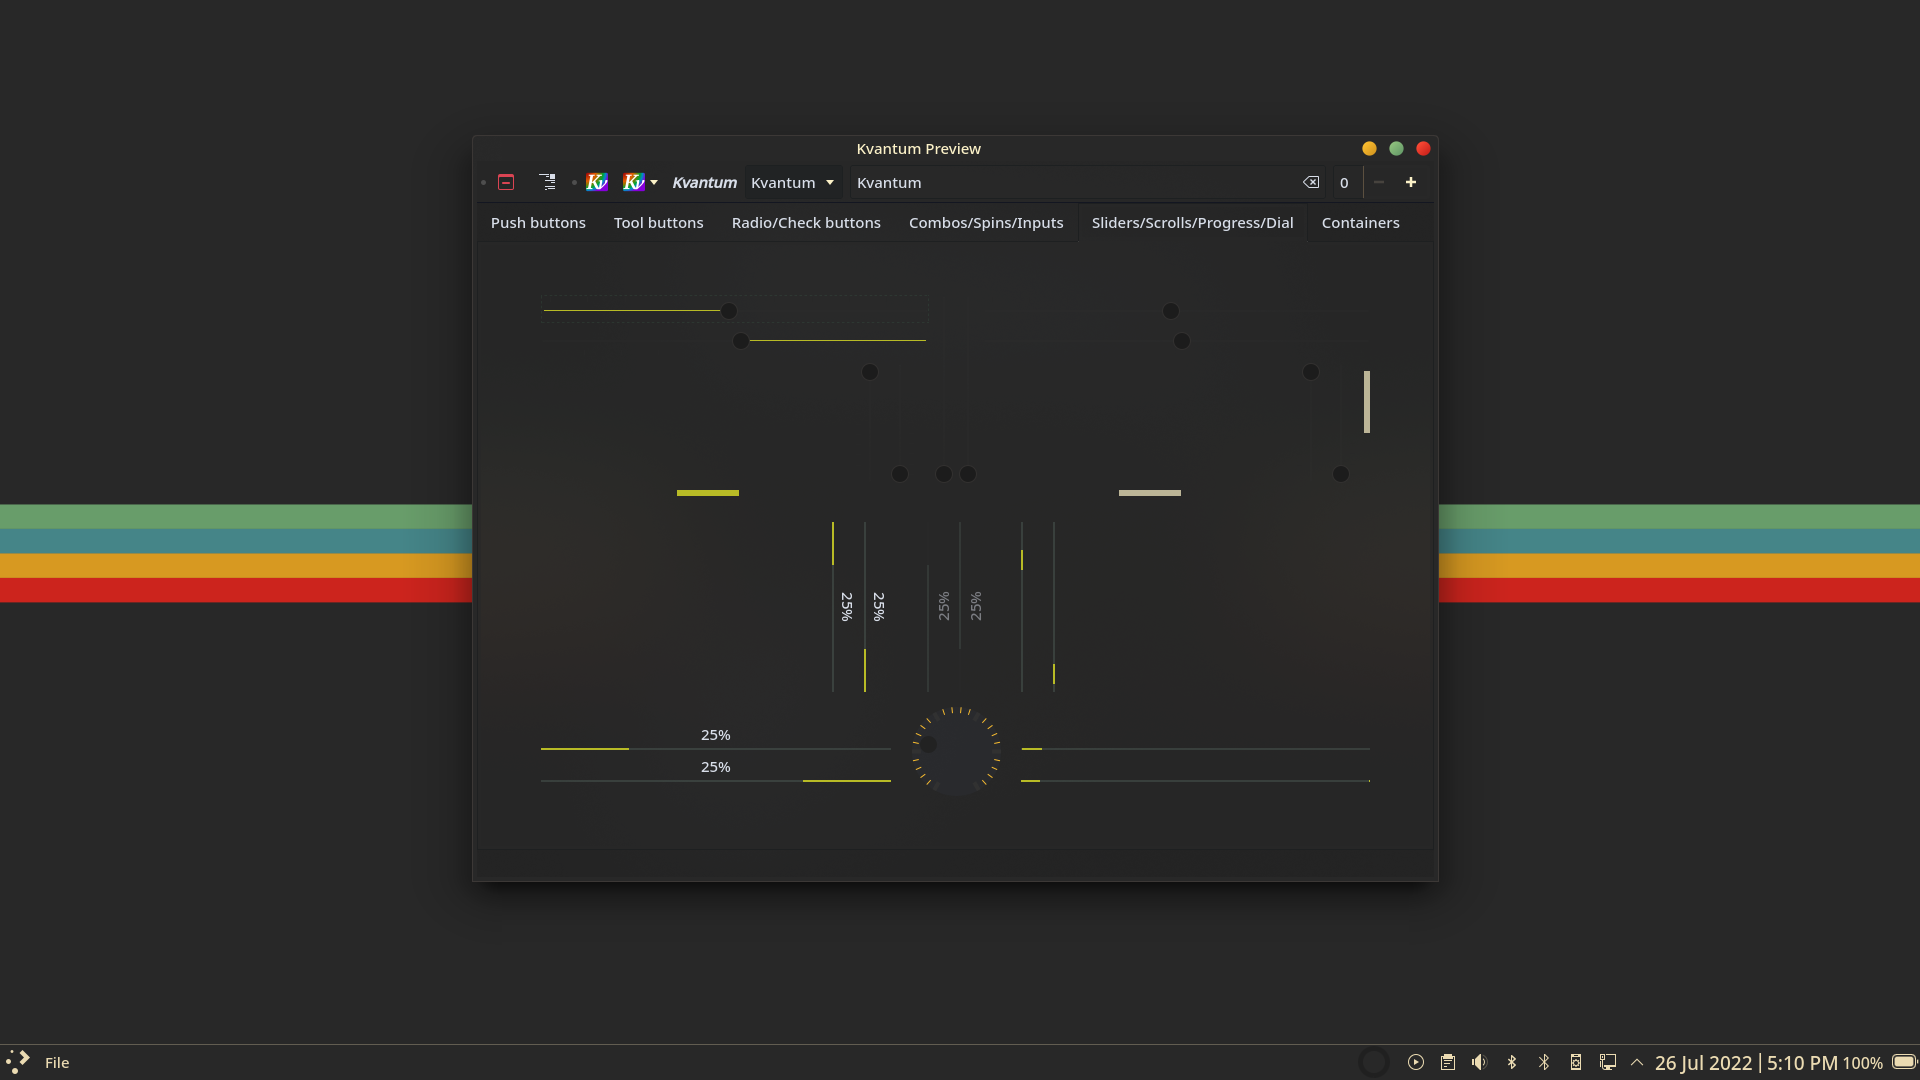 Kvantum Preview
Kv Kv Kvantum Kvantum Kvantum 0
Push buttons Tool buttons Radio/Check buttons Combos/Spins/Inputs Sliders/Scrolls/Progress/Dial Containers
25% 25% 25% 25%
25%
25%
File 26 Jul 2022 | 5:10 PM 100%